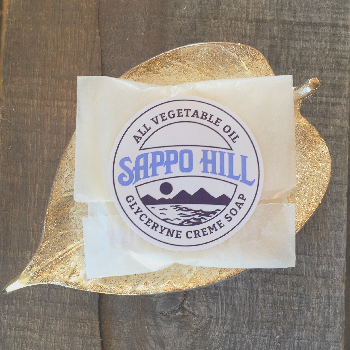 ALL VEGETABLE OIL
SAPPO HILL
GLYCERYNE CREME SOAP